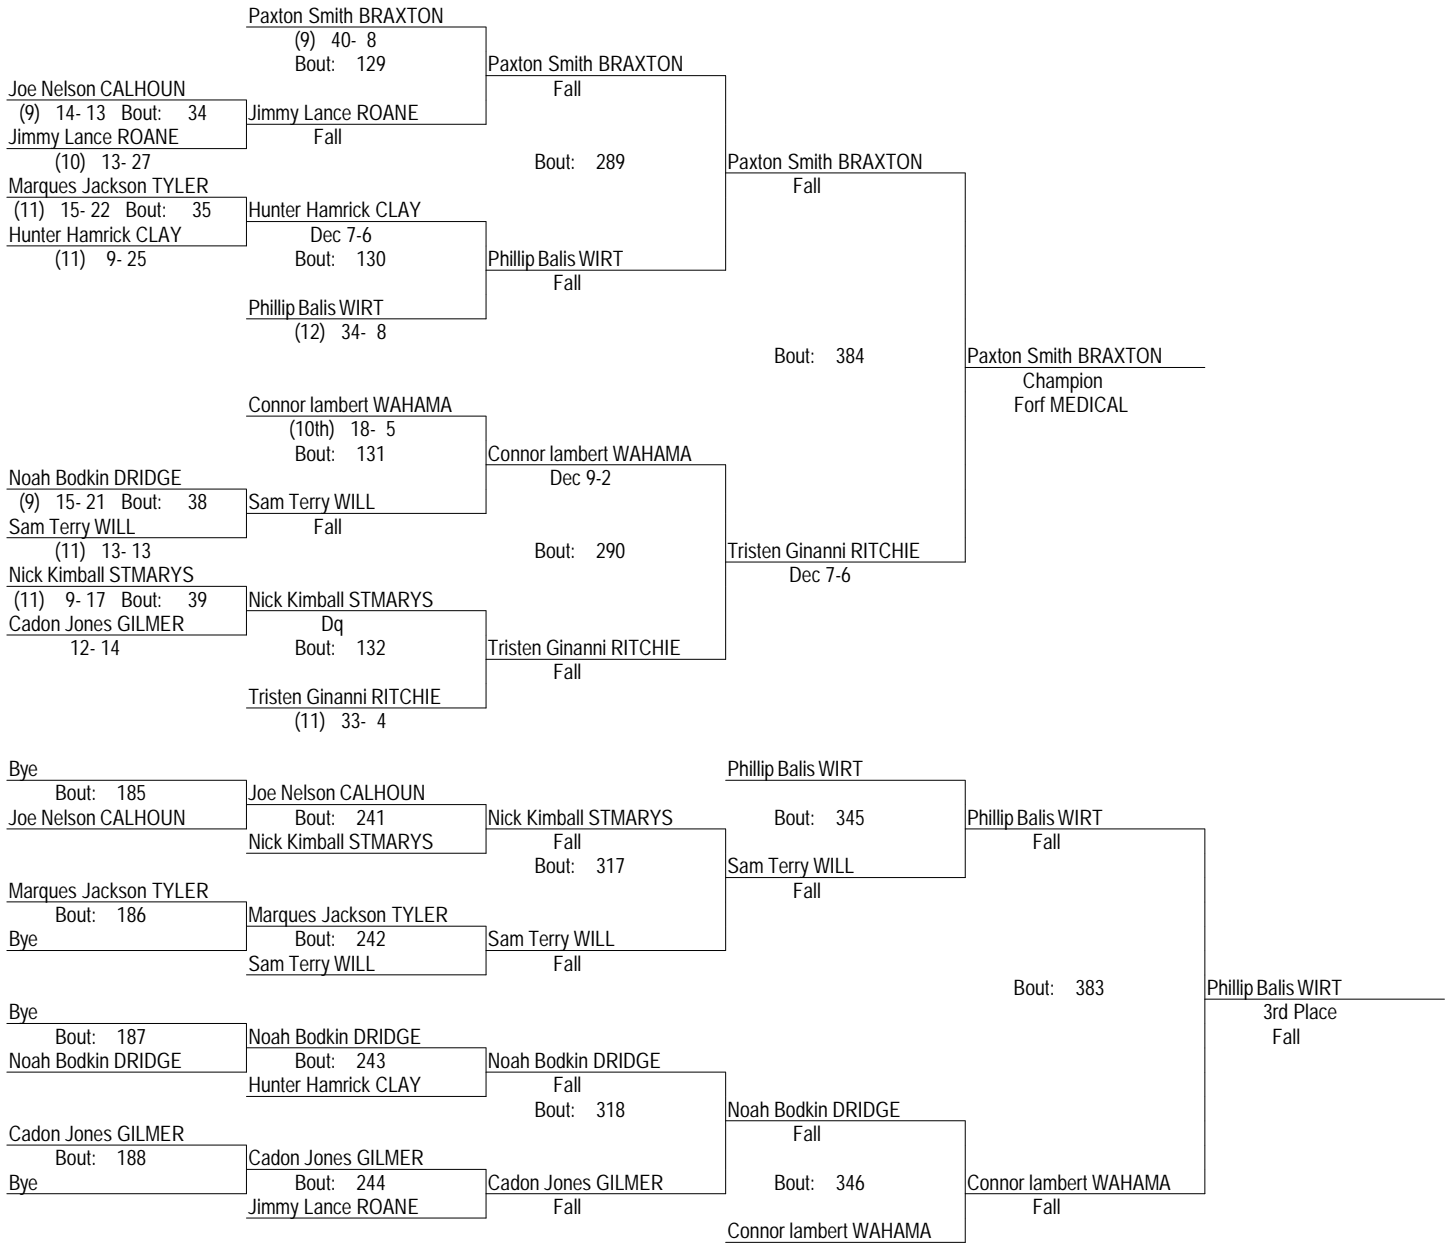 Paxton Smith BRAXTON
(9) 40- 8
Bout: 129
Paxton Smith BRAXTON
Fall
Joe Nelson CALHOUN
(9) 14- 13 Bout: 34
Jimmy Lance ROANE
Fall
Jimmy Lance ROANE
(10) 13- 27
Bout: 289
Paxton Smith BRAXTON
Fall
Marques Jackson TYLER
(11) 15- 22 Bout: 35
Hunter Hamrick CLAY
Dec 7-6
Hunter Hamrick CLAY
(11) 9- 25
Bout: 130
Phillip Balis WIRT
Fall
Phillip Balis WIRT
(12) 34- 8
Bout: 384
Paxton Smith BRAXTON
Champion
Forf MEDICAL
Connor lambert WAHAMA
(10th) 18- 5
Bout: 131
Connor lambert WAHAMA
Dec 9-2
Noah Bodkin DRIDGE
(9) 15- 21 Bout: 38
Sam Terry WILL
Fall
Sam Terry WILL
(11) 13- 13
Bout: 290
Tristen Ginanni RITCHIE
Dec 7-6
Nick Kimball STMARYS
(11) 9- 17 Bout: 39
Nick Kimball STMARYS
Dq
Cadon Jones GILMER
12- 14
Bout: 132
Tristen Ginanni RITCHIE
Fall
Tristen Ginanni RITCHIE
(11) 33- 4
Bye
Bout: 185
Joe Nelson CALHOUN
Joe Nelson CALHOUN
Bout: 241
Nick Kimball STMARYS
Nick Kimball STMARYS
Fall
Bout: 317
Phillip Balis WIRT
Bout: 345
Phillip Balis WIRT
Fall
Sam Terry WILL
Fall
Marques Jackson TYLER
Bout: 186
Bye
Marques Jackson TYLER
Bout: 242
Sam Terry WILL
Sam Terry WILL
Fall
Bout: 383
Phillip Balis WIRT
3rd Place
Fall
Bye
Bout: 187
Noah Bodkin DRIDGE
Noah Bodkin DRIDGE
Bout: 243
Hunter Hamrick CLAY
Noah Bodkin DRIDGE
Fall
Bout: 318
Noah Bodkin DRIDGE
Fall
Cadon Jones GILMER
Bout: 188
Bye
Cadon Jones GILMER
Bout: 244
Jimmy Lance ROANE
Cadon Jones GILMER
Fall
Bout: 346
Connor lambert WAHAMA
Fall
Connor lambert WAHAMA